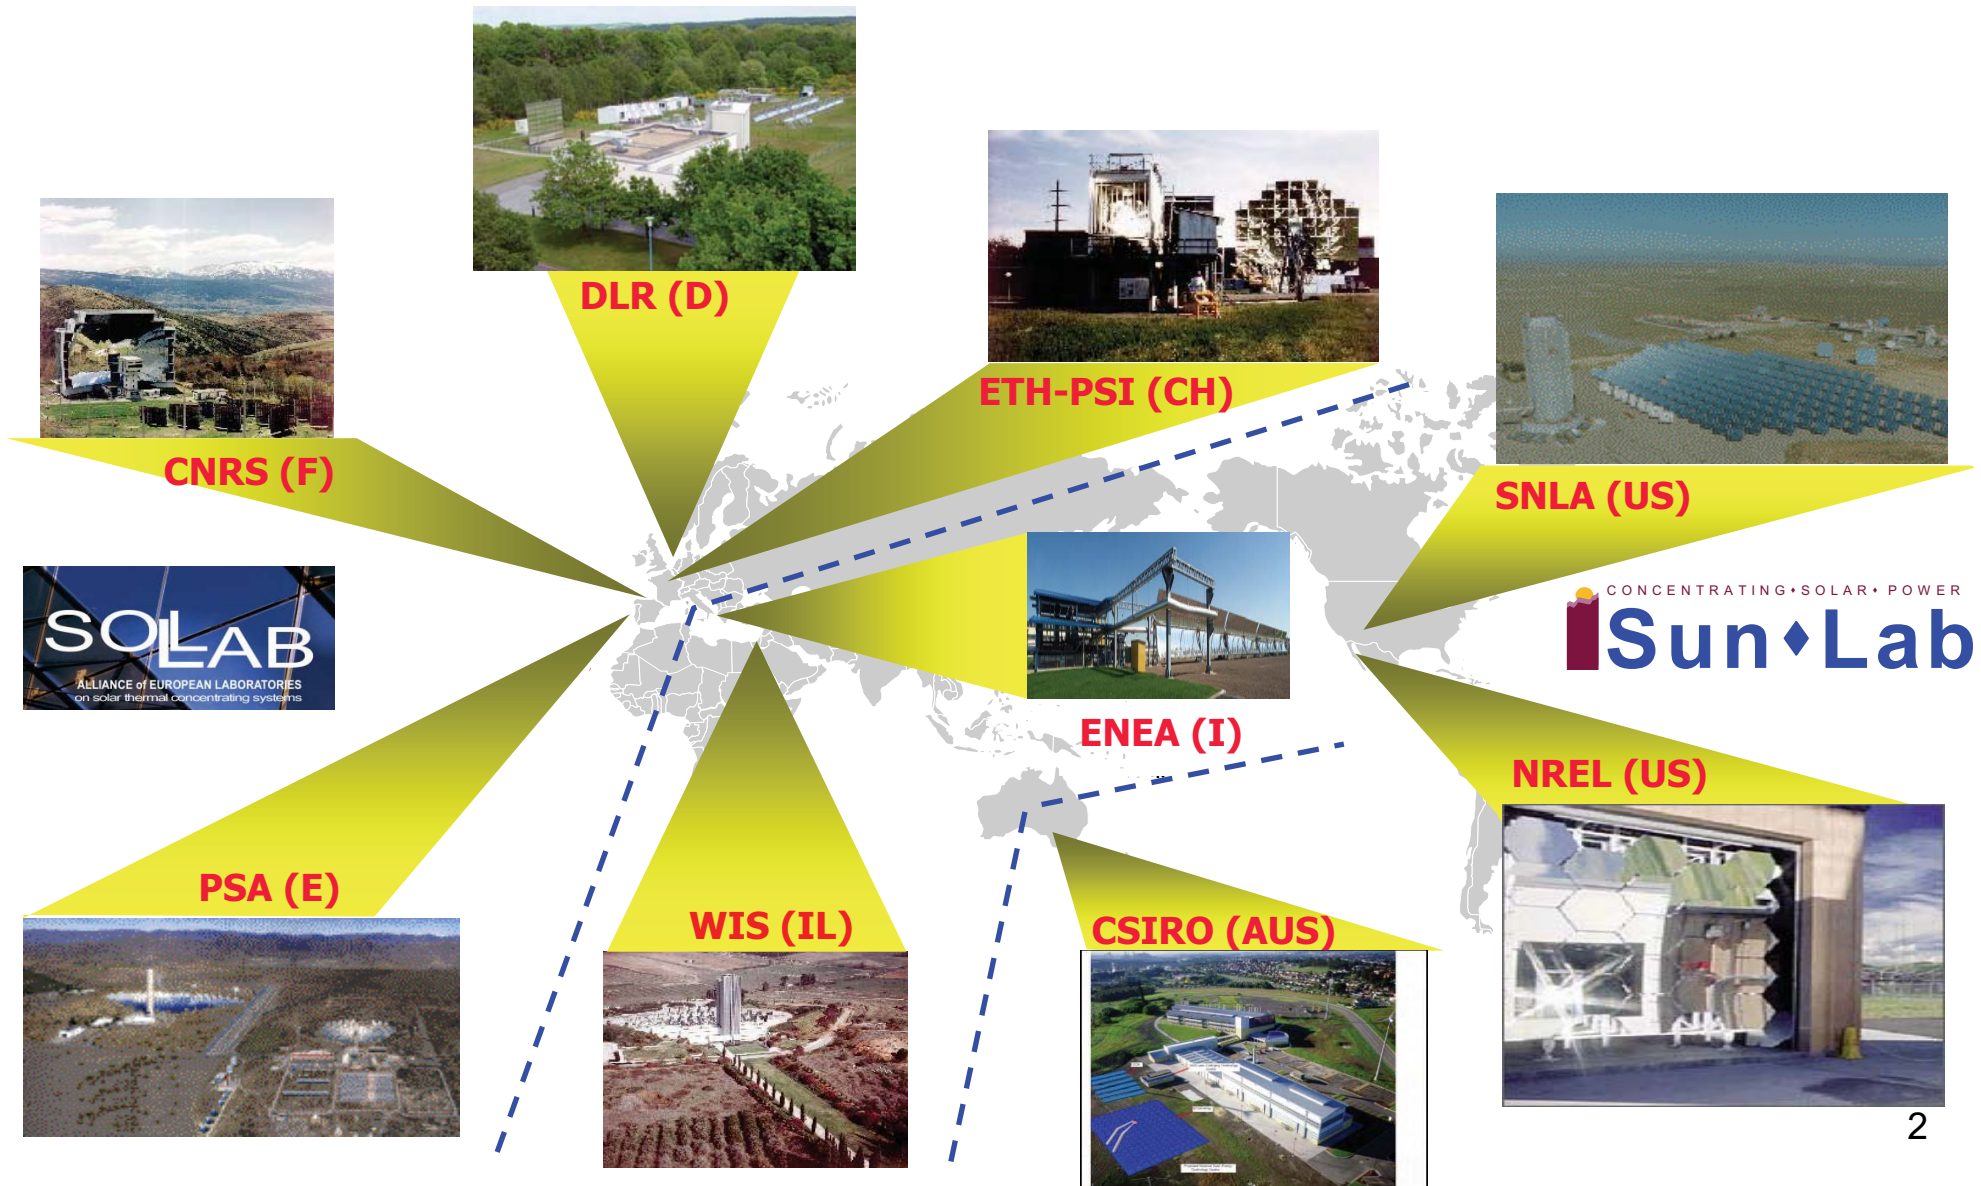 DLR (D)
ETH-PSI (CH)
CNRS (F)
SNLA (US)
SOLLAB
ALLIANCE of EUROPEAN LABORATORIES
on solar thermal concentrating systems
CONCENTRATING♦SOLAR♦ POWER
Sun♦Lab
ENEA (I)
NREL (US)
PSA (E)
WIS (IL)
CSIRO (AUS)
2